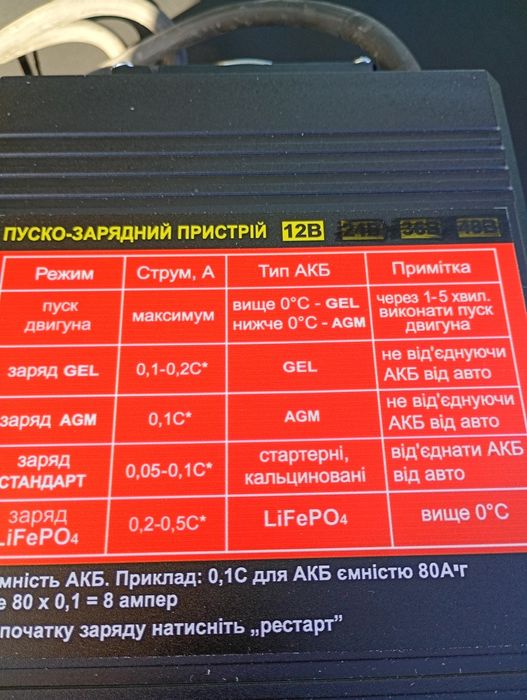 ПУСКО-ЗАРЯДНИЙ ПРИСТРІЙ 12В 24В 36В 48В
Режим Струм, А Тип АКБ Примітка
пуск двигуна максимум вище 0°С - GEL нижче 0°С - AGM через 1-5 хвил. виконати пуск двигуна
заряд GEL 0,1-0,2С* GEL не від'єднуючи АКБ від авто
заряд AGM 0,1С* AGM не від'єднуючи АКБ від авто
заряд СТАНДАРТ 0,05-0,1С* стартерні, кальциновані від'єднати АКБ від авто
заряд LiFePO4 0,2-0,5С* LiFePO4 вище 0°С
мність АКБ. Приклад: 0,1С для АКБ ємністю 80А*г
е 80 х 0,1 = 8 ампер
початку заряду натисніть „рестарт"